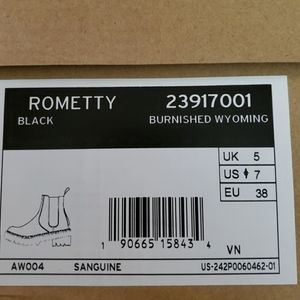 ROMETTY 23917001
BLACK BURNISHED WYOMING
UK 5
US 7
EU 38
1 90665 15843 4
VN
AW004 SANGUINE US-242P0060462-01